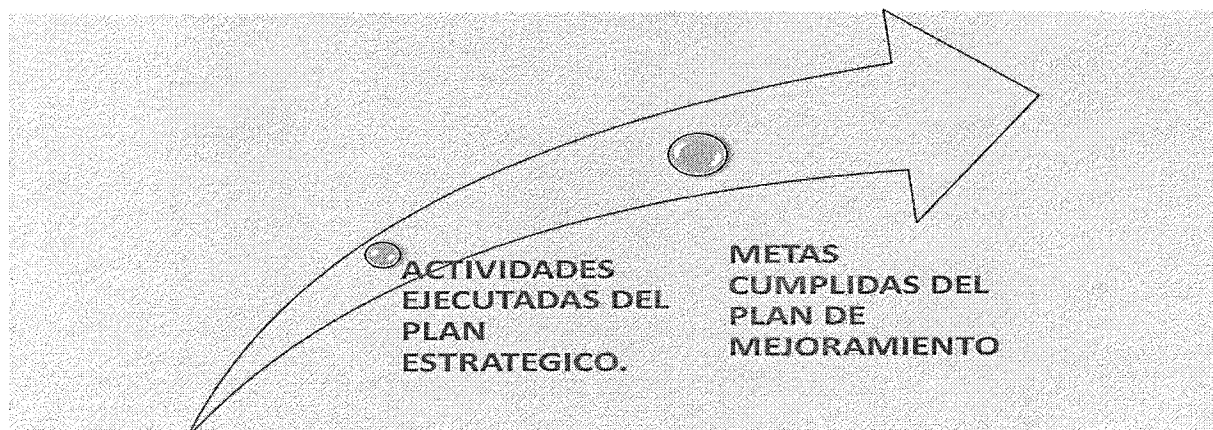 ACTIVIDADES
EJECUTADAS DEL
PLAN
ESTRATEGICO.
METAS
CUMPLIDAS DEL
PLAN DE
MEJORAMIENTO